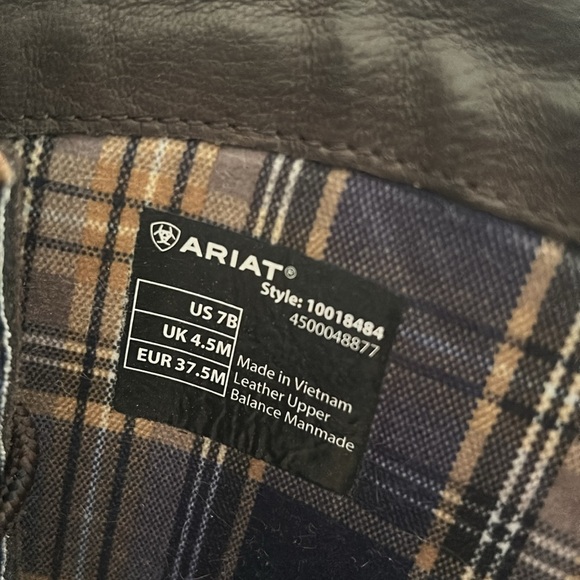 ARIAT®
Style: 10018484
4500048877
US 7B
UK 4.5M
EUR 37.5M
Made in Vietnam
Leather Upper
Balance Manmade